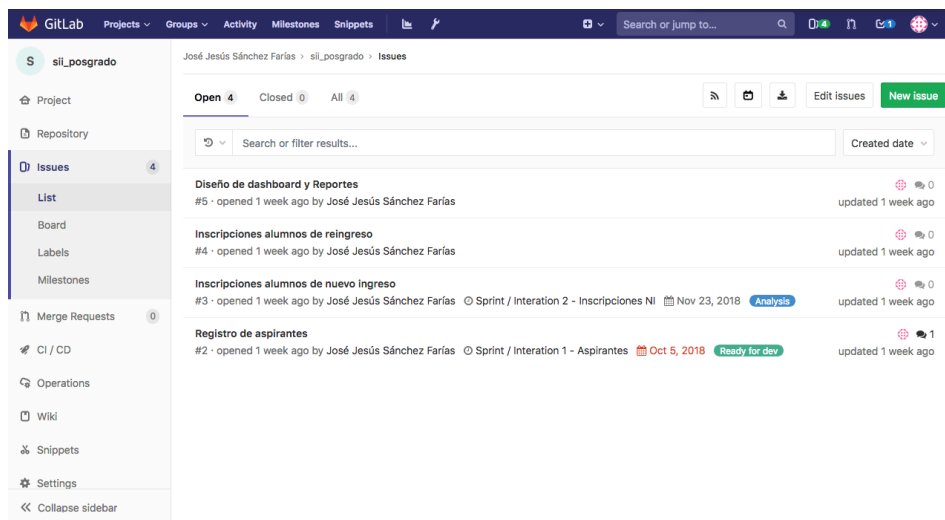 GitLab Projects Groups Activity Milestones Snippets Search or jump to... 4 1
S sii_posgrado
José Jesús Sánchez Farías › sii_posgrado › Issues
Project
Repository
Issues 4
List
Board
Labels
Milestones
Merge Requests 0
CI / CD
Operations
Wiki
Snippets
Settings
Collapse sidebar
Open 4 Closed 0 All 4 Edit issues New issue
Search or filter results... Created date
Diseño de dashboard y Reportes 0
#5 · opened 1 week ago by José Jesús Sánchez Farías updated 1 week ago
Inscripciones alumnos de reingreso 0
#4 · opened 1 week ago by José Jesús Sánchez Farías updated 1 week ago
Inscripciones alumnos de nuevo ingreso 0
#3 · opened 1 week ago by José Jesús Sánchez Farías Sprint / Interation 2 - Inscripciones NI Nov 23, 2018 Analysis updated 1 week ago
Registro de aspirantes 1
#2 · opened 1 week ago by José Jesús Sánchez Farías Sprint / Interation 1 - Aspirantes Oct 5, 2018 Ready for dev updated 1 week ago